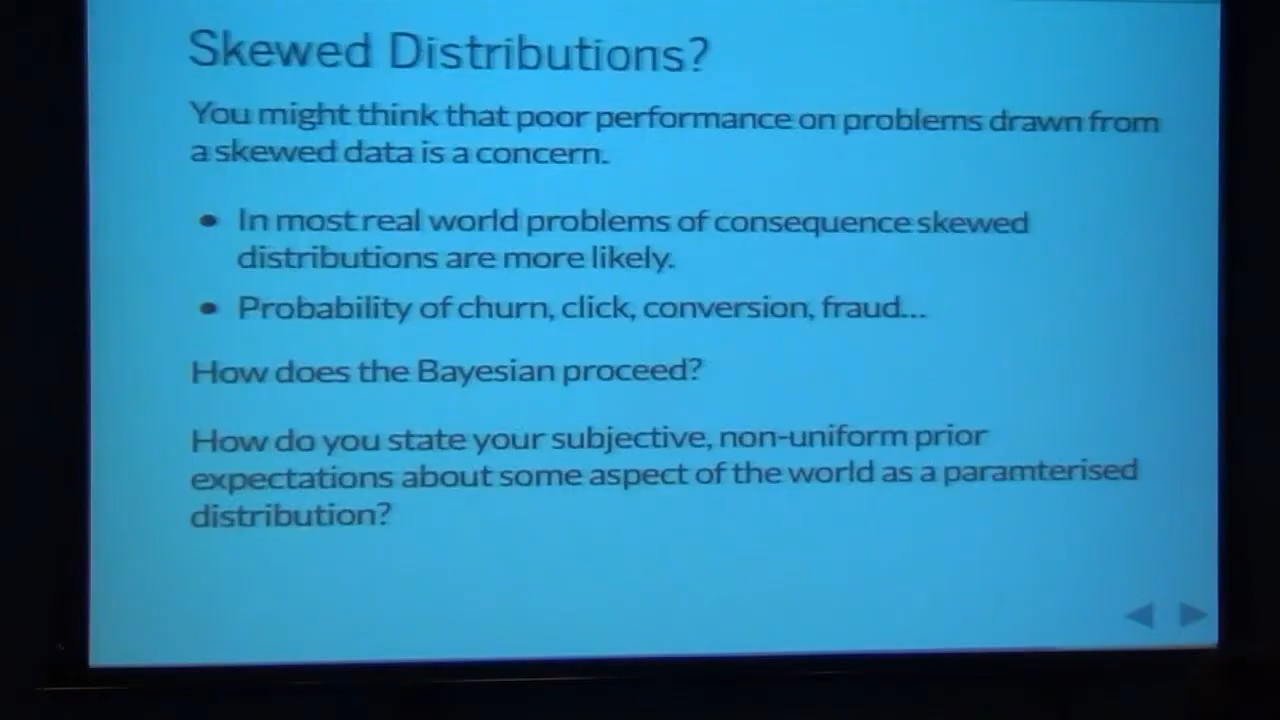 Skewed Distributions?
You might think that poor performance on problems drawn from
a skewed data is a concern.
• In most real world problems of consequence skewed
distributions are more likely.
• Probability of churn, click, conversion, fraud...
How does the Bayesian proceed?
How do you state your subjective, non-uniform prior
expectations about some aspect of the world as a paramterised
distribution?